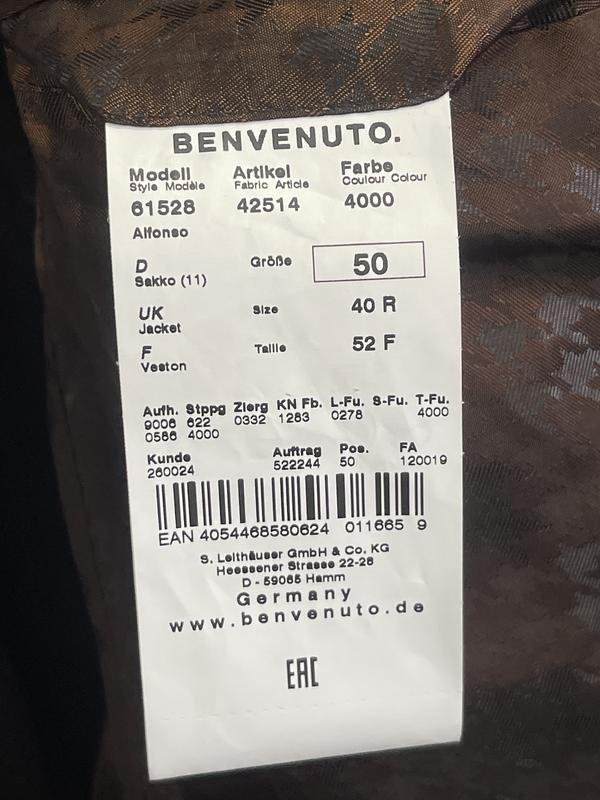 BENVENUTO.
Modell Artikel Farbe
Style Modèle Fabric Article Coulour Colour
61528 42514 4000
Alfonso
D Größe 50
Sakko (11)
UK Size 40 R
Jacket
F Taille 52 F
Veston
Aufh. Stppg Zierg KN Fb. L-Fu. S-Fu. T-Fu.
9006 622 0332 1283 0278 4000
0586 4000
Kunde Auftrag Pos. FA
260024 522244 50 120019
EAN 4054468580624 011665 9
S. Leithäuser GmbH & Co. KG
Heessener Strasse 22-26
D - 59065 Hamm
Germany
www.benvenuto.de
EAC